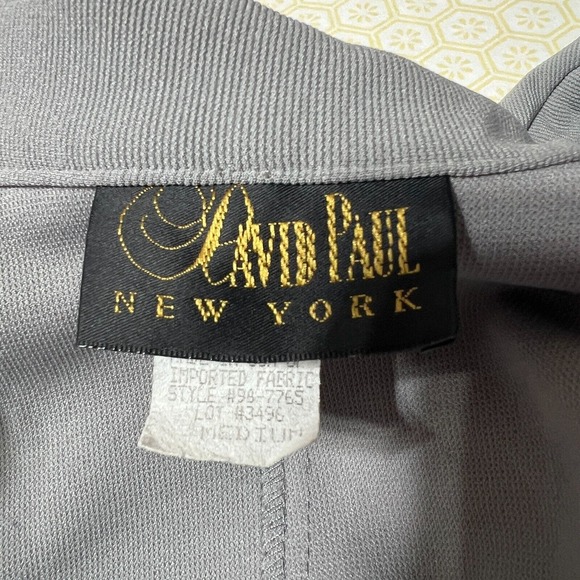 DAVID PAUL
NEW YORK
IMPORTED FABRIC
STYLE #98-7765
LOT #3496
MEDIUM